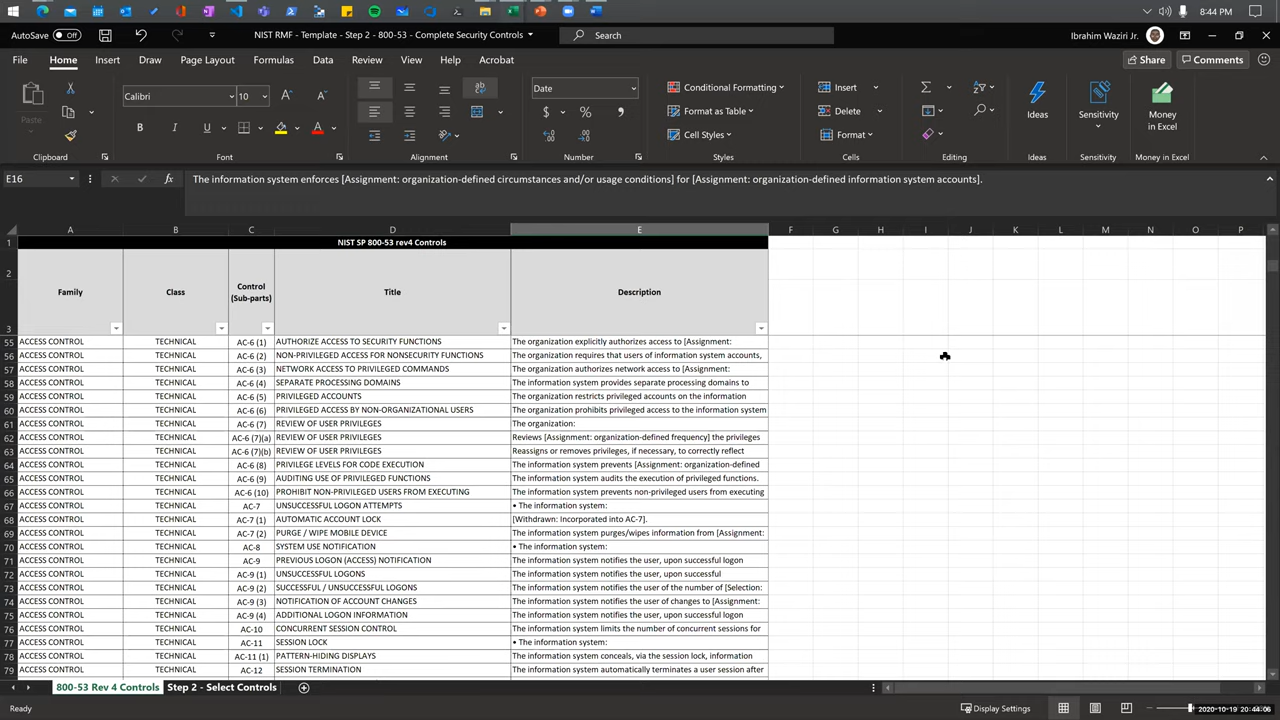 8:44 PM
AutoSave Off
NIST RMF - Template - Step 2 - 800-53 - Complete Security Controls
Search
Ibrahim Waziri Jr.
File Home Insert Draw Page Layout Formulas Data Review View Help Acrobat
Share Comments
Paste
Calibri 10
B I U
ab
Date
$ % ,
Conditional Formatting
Format as Table
Cell Styles
Insert
Delete
Format
Ideas
Sensitivity
Money in Excel
Clipboard Font Alignment Number Styles Cells Editing Ideas Sensitivity Money in Excel
E16 fx The information system enforces [Assignment: organization-defined circumstances and/or usage conditions] for [Assignment: organization-defined information system accounts].
A B C D E F G H I J K L M N O P
1 NIST SP 800-53 rev4 Controls
2
Family Class Control (Sub-parts) Title Description
3
55 ACCESS CONTROL TECHNICAL AC-6 (1) AUTHORIZE ACCESS TO SECURITY FUNCTIONS The organization explicitly authorizes access to [Assignment:
56 ACCESS CONTROL TECHNICAL AC-6 (2) NON-PRIVILEGED ACCESS FOR NONSECURITY FUNCTIONS The organization requires that users of information system accounts,
57 ACCESS CONTROL TECHNICAL AC-6 (3) NETWORK ACCESS TO PRIVILEGED COMMANDS The organization authorizes network access to [Assignment:
58 ACCESS CONTROL TECHNICAL AC-6 (4) SEPARATE PROCESSING DOMAINS The information system provides separate processing domains to
59 ACCESS CONTROL TECHNICAL AC-6 (5) PRIVILEGED ACCOUNTS The organization restricts privileged accounts on the information
60 ACCESS CONTROL TECHNICAL AC-6 (6) PRIVILEGED ACCESS BY NON-ORGANIZATIONAL USERS The organization prohibits privileged access to the information system
61 ACCESS CONTROL TECHNICAL AC-6 (7) REVIEW OF USER PRIVILEGES The organization:
62 ACCESS CONTROL TECHNICAL AC-6 (7)(a) REVIEW OF USER PRIVILEGES Reviews [Assignment: organization-defined frequency] the privileges
63 ACCESS CONTROL TECHNICAL AC-6 (7)(b) REVIEW OF USER PRIVILEGES Reassigns or removes privileges, if necessary, to correctly reflect
64 ACCESS CONTROL TECHNICAL AC-6 (8) PRIVILEGE LEVELS FOR CODE EXECUTION The information system prevents [Assignment: organization-defined
65 ACCESS CONTROL TECHNICAL AC-6 (9) AUDITING USE OF PRIVILEGED FUNCTIONS The information system audits the execution of privileged functions.
66 ACCESS CONTROL TECHNICAL AC-6 (10) PROHIBIT NON-PRIVILEGED USERS FROM EXECUTING The information system prevents non-privileged users from executing
67 ACCESS CONTROL TECHNICAL AC-7 UNSUCCESSFUL LOGON ATTEMPTS • The information system:
68 ACCESS CONTROL TECHNICAL AC-7 (1) AUTOMATIC ACCOUNT LOCK [Withdrawn: Incorporated into AC-7].
69 ACCESS CONTROL TECHNICAL AC-7 (2) PURGE / WIPE MOBILE DEVICE The information system purges/wipes information from [Assignment:
70 ACCESS CONTROL TECHNICAL AC-8 SYSTEM USE NOTIFICATION • The information system:
71 ACCESS CONTROL TECHNICAL AC-9 PREVIOUS LOGON (ACCESS) NOTIFICATION The information system notifies the user, upon successful logon
72 ACCESS CONTROL TECHNICAL AC-9 (1) UNSUCCESSFUL LOGONS The information system notifies the user, upon successful
73 ACCESS CONTROL TECHNICAL AC-9 (2) SUCCESSFUL / UNSUCCESSFUL LOGONS The information system notifies the user of the number of [Selection:
74 ACCESS CONTROL TECHNICAL AC-9 (3) NOTIFICATION OF ACCOUNT CHANGES The information system notifies the user of changes to [Assignment:
75 ACCESS CONTROL TECHNICAL AC-9 (4) ADDITIONAL LOGON INFORMATION The information system notifies the user, upon successful logon
76 ACCESS CONTROL TECHNICAL AC-10 CONCURRENT SESSION CONTROL The information system limits the number of concurrent sessions for
77 ACCESS CONTROL TECHNICAL AC-11 SESSION LOCK • The information system:
78 ACCESS CONTROL TECHNICAL AC-11 (1) PATTERN-HIDING DISPLAYS The information system conceals, via the session lock, information
79 ACCESS CONTROL TECHNICAL AC-12 SESSION TERMINATION The information system automatically terminates a user session after
800-53 Rev 4 Controls Step 2 - Select Controls
Ready Display Settings 2020-10-19 20:44:06